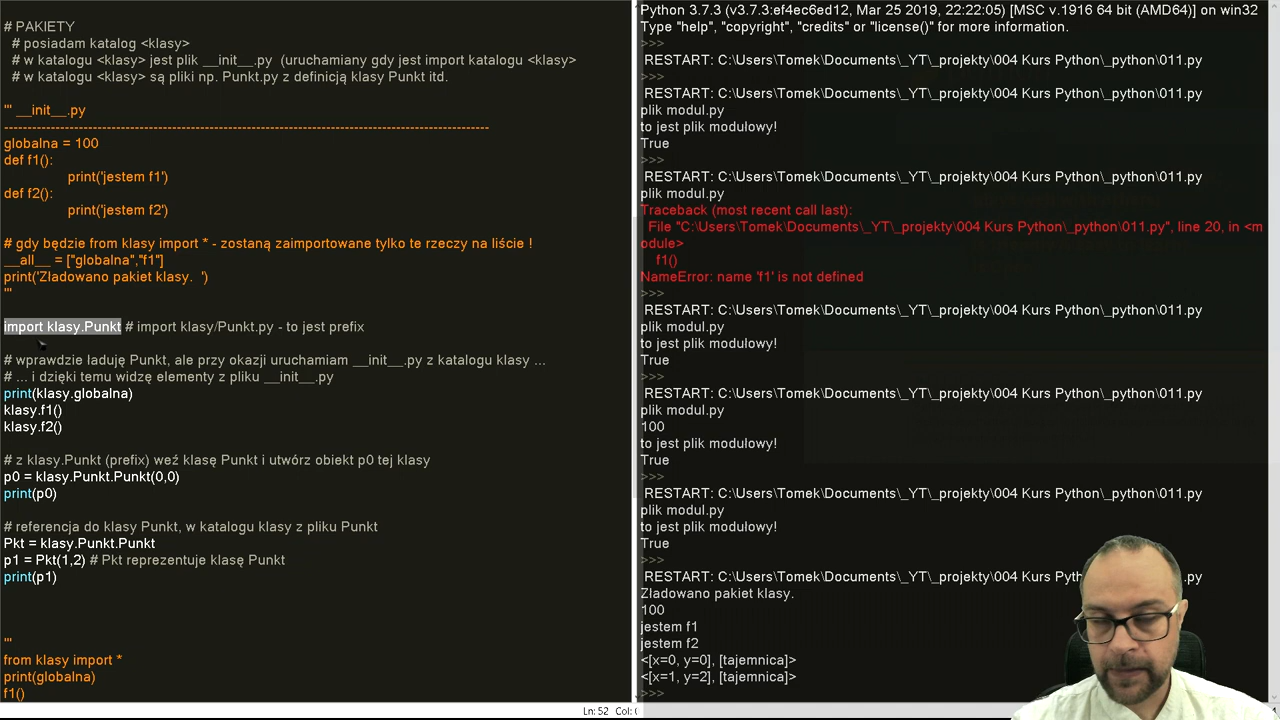 # PAKIETY
# posiadam katalog <klasy>
# w katalogu <klasy> jest plik __init__.py  (uruchamiany gdy jest import katalogu <klasy>
# w katalogu <klasy> są pliki np. Punkt.py z definicją klasy Punkt itd.
''' __init__.py
---------------------------------------------------------------------------------------------------
globalna = 100
def f1():
print('jestem f1')
def f2():
print('jestem f2')
# gdy będzie from klasy import * - zostaną zaimportowane tylko te rzeczy na liście !
__all__ = ["globalna","f1"]
print('Zladowano pakiet klasy.  ')
'''
import klasy.Punkt # import klasy/Punkt.py - to jest prefix
# wprawdzie ładuję Punkt, ale przy okazji uruchamiam __init__.py z katalogu klasy ...
# ... i dzięki temu widzę elementy z pliku __init__.py
print(klasy.globalna)
klasy.f1()
klasy.f2()
# z klasy.Punkt (prefix) weź klasę Punkt i utwórz obiekt p0 tej klasy
p0 = klasy.Punkt.Punkt(0,0)
print(p0)
# referencja do klasy Punkt, w katalogu klasy z pliku Punkt
Pkt = klasy.Punkt.Punkt
p1 = Pkt(1,2) # Pkt reprezentuje klasę Punkt
print(p1)
'''
from klasy import *
print(globalna)
f1()
Ln: 52   Col:
Python 3.7.3 (v3.7.3:ef4ec6ed12, Mar 25 2019, 22:22:05) [MSC v.1916 64 bit (AMD64)] on win32
Type "help", "copyright", "credits" or "license()" for more information.
>>>
RESTART: C:\Users\Tomek\Documents\_YT\_projekty\004 Kurs Python\_python\011.py
>>>
RESTART: C:\Users\Tomek\Documents\_YT\_projekty\004 Kurs Python\_python\011.py
plik modul.py
to jest plik modułowy!
True
>>>
RESTART: C:\Users\Tomek\Documents\_YT\_projekty\004 Kurs Python\_python\011.py
plik modul.py
Traceback (most recent call last):
File "C:\Users\Tomek\Documents\_YT\_projekty\004 Kurs Python\_python\011.py", line 20, in <m
odule>
f1()
NameError: name 'f1' is not defined
>>>
RESTART: C:\Users\Tomek\Documents\_YT\_projekty\004 Kurs Python\_python\011.py
plik modul.py
to jest plik modułowy!
True
>>>
RESTART: C:\Users\Tomek\Documents\_YT\_projekty\004 Kurs Python\_python\011.py
plik modul.py
100
to jest plik modułowy!
True
>>>
RESTART: C:\Users\Tomek\Documents\_YT\_projekty\004 Kurs Python\_python\011.py
plik modul.py
to jest plik modułowy!
True
>>>
RESTART: C:\Users\Tomek\Documents\_YT\_projekty\004 Kurs Pyth .py
Zladowano pakiet klasy.
100
jestem f1
jestem f2
<[x=0, y=0], [tajemnica]>
<[x=1, y=2], [tajemnica]>
>>>